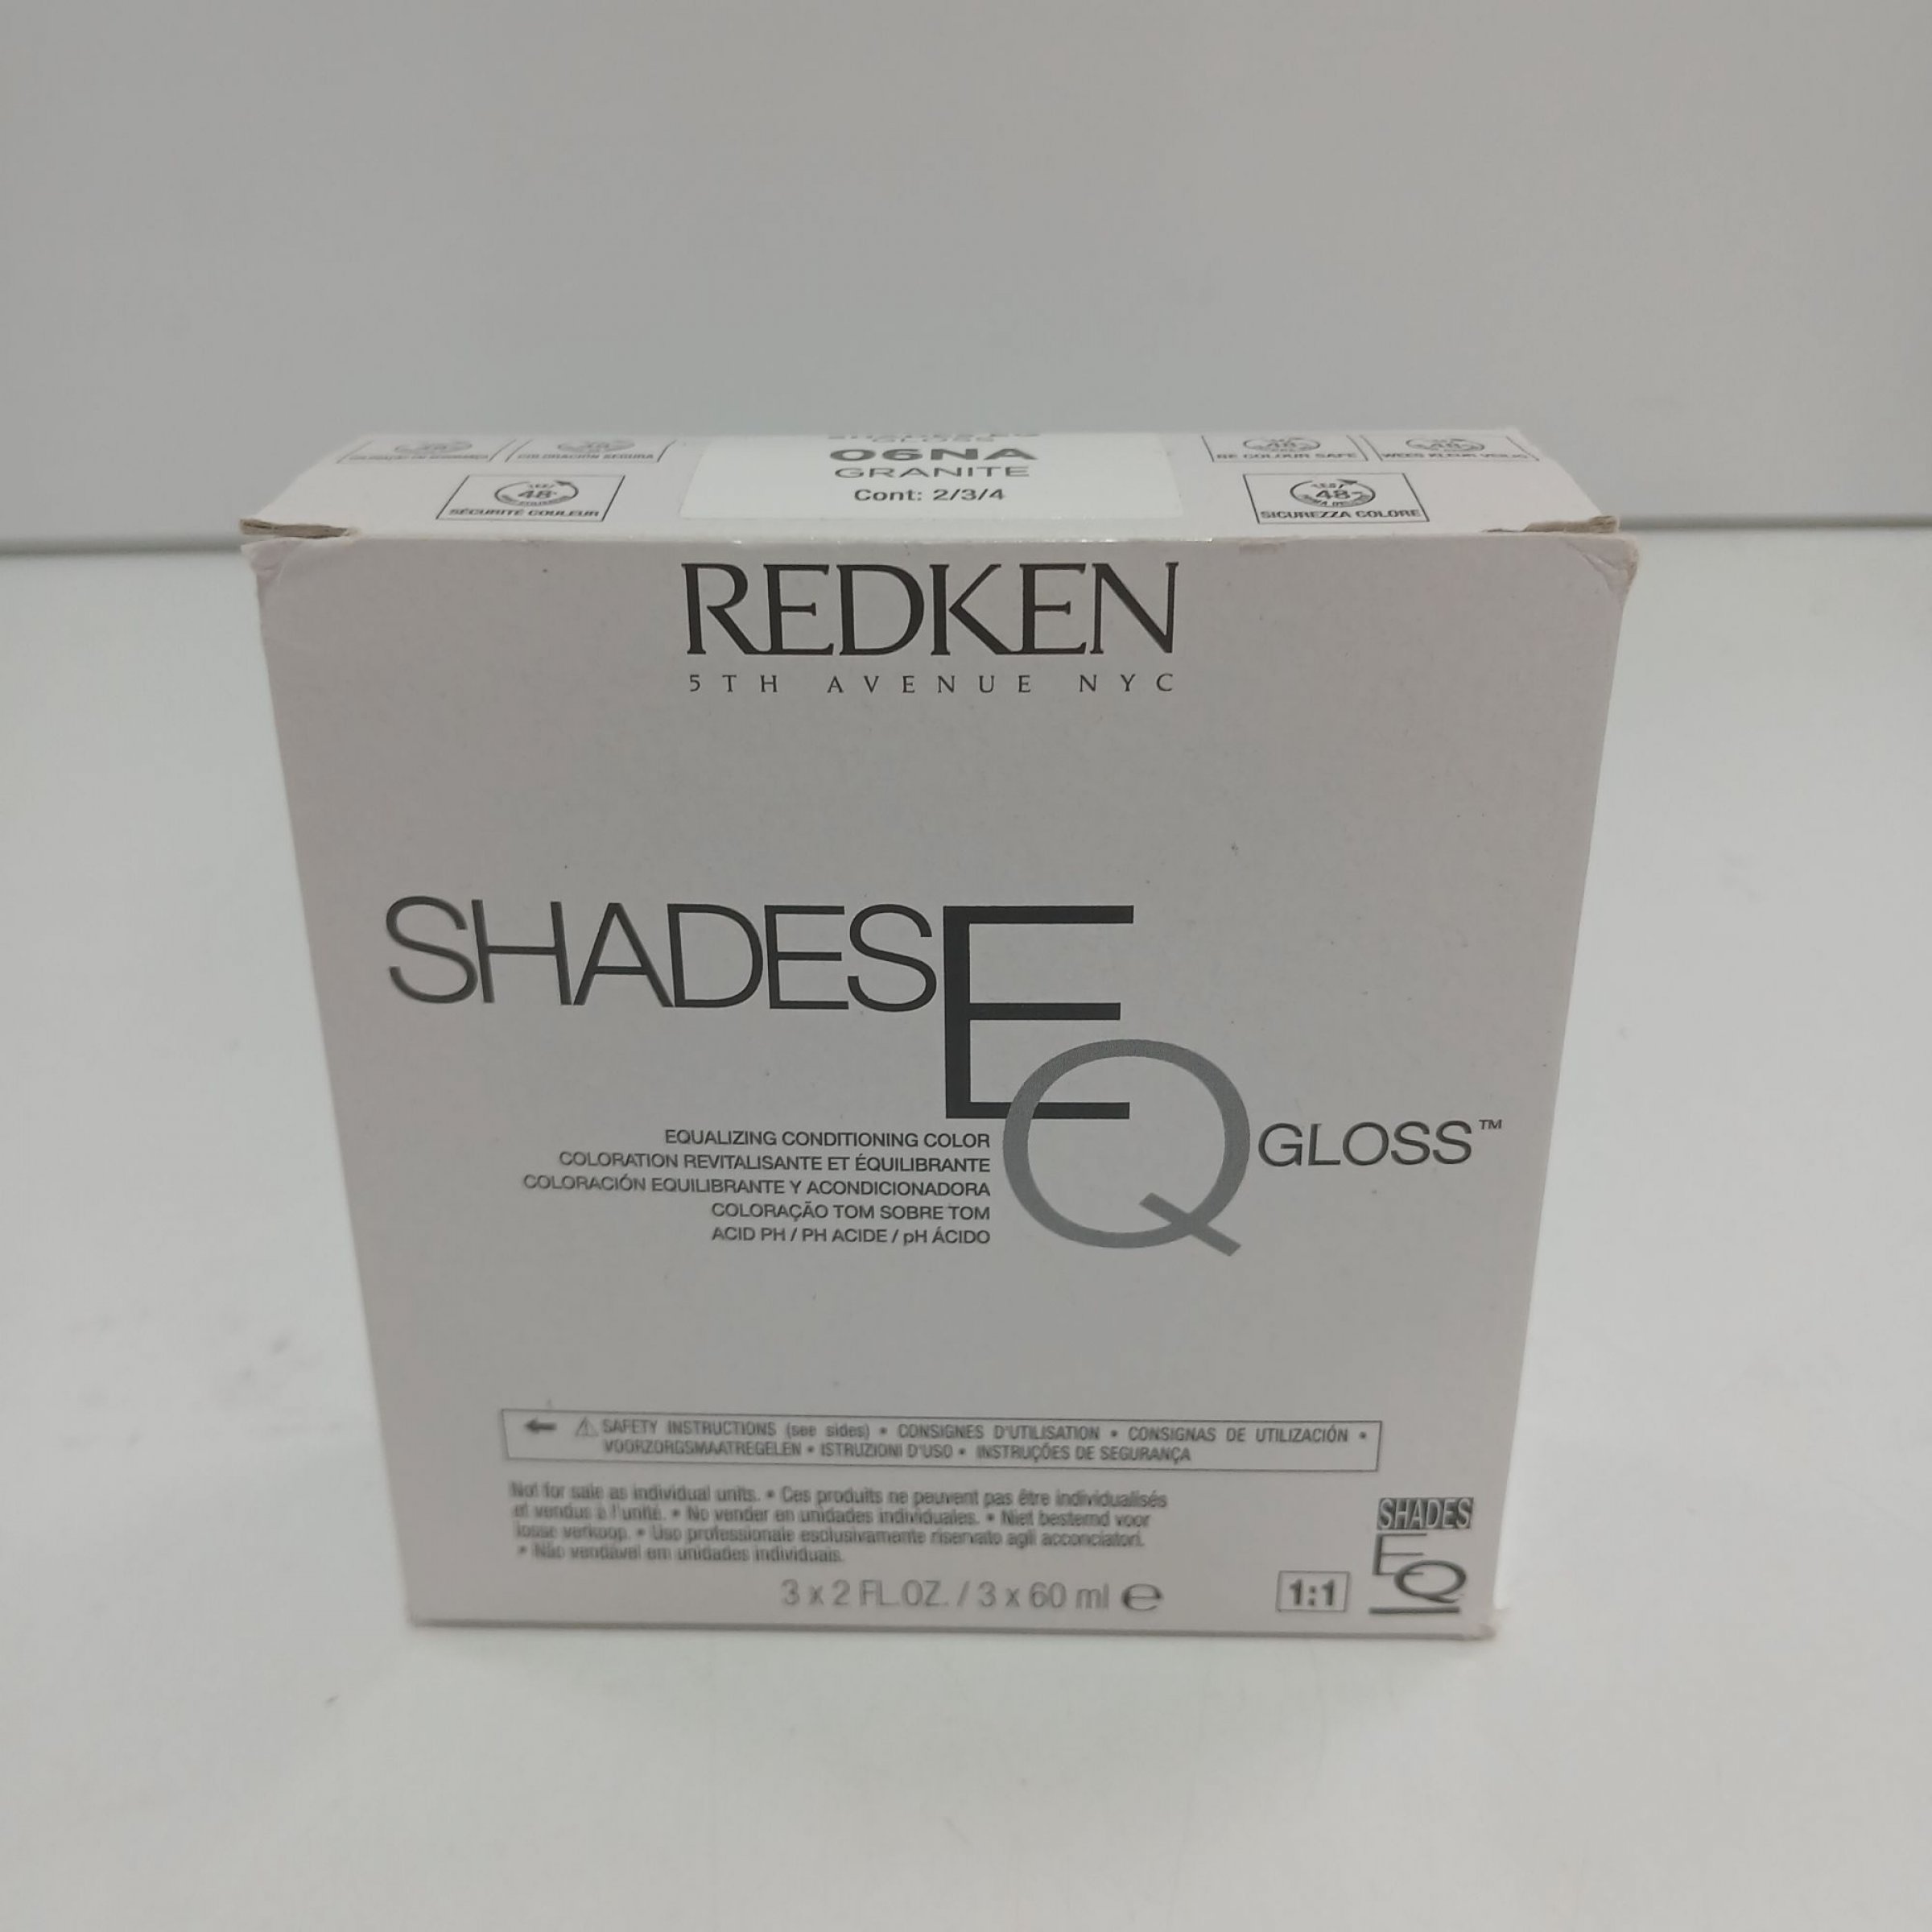 GLOSS
06NA
GRANITE
Cont: 2/3/4
COLORACIÓN SEGURA
BE COLOUR SAFE
48
SÉCURITÉ COULEUR
48
SICUREZZA COLORE
REDKEN
5TH AVENUE NYC
SHADES EQ GLOSS™
EQUALIZING CONDITIONING COLOR
COLORATION REVITALISANTE ET ÉQUILIBRANTE
COLORACIÓN EQUILIBRANTE Y ACONDICIONADORA
COLORAÇÃO TOM SOBRE TOM
ACID PH / PH ACIDE / pH ÁCIDO
SAFETY INSTRUCTIONS (see sides) • CONSIGNES D'UTILISATION • CONSIGNAS DE UTILIZACIÓN •
VOORZORGSMAATREGELEN • ISTRUZIONI D'USO • INSTRUÇÕES DE SEGURANÇA
Not for sale as individual units. • Ces produits ne peuvent pas être individualisés
et vendus à l'unité. • No vender en unidades individuales. • Niet bestemd voor
losse verkoop. • Uso professionale esclusivamente riservato agli acconciatori.
• Não vendável em unidades individuais.
3 x 2 FL.OZ. / 3 x 60 ml ℮
1:1
SHADES
EQ